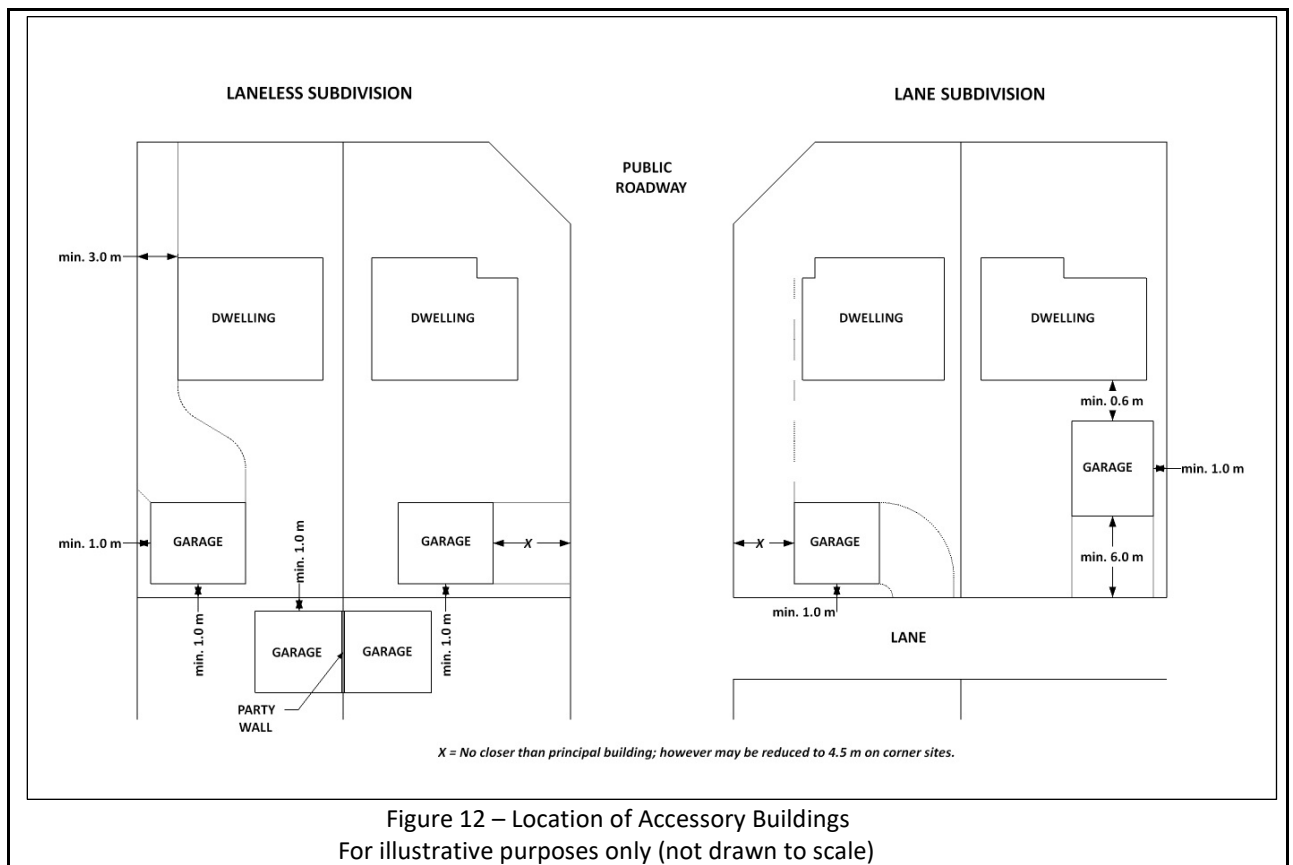 LANELESS SUBDIVISION
LANE SUBDIVISION
PUBLIC
ROADWAY
min. 3.0 m
DWELLING
DWELLING
DWELLING
DWELLING
min. 0.6 m
GARAGE
min. 1.0 m
min. 1.0 m
GARAGE
min. 1.0 m
GARAGE
X
X
GARAGE
min. 6.0 m
min. 1.0 m
min. 1.0 m
min. 1.0 m
LANE
GARAGE
GARAGE
PARTY
WALL
X = No closer than principal building; however may be reduced to 4.5 m on corner sites.
Figure 12 – Location of Accessory Buildings
For illustrative purposes only (not drawn to scale)